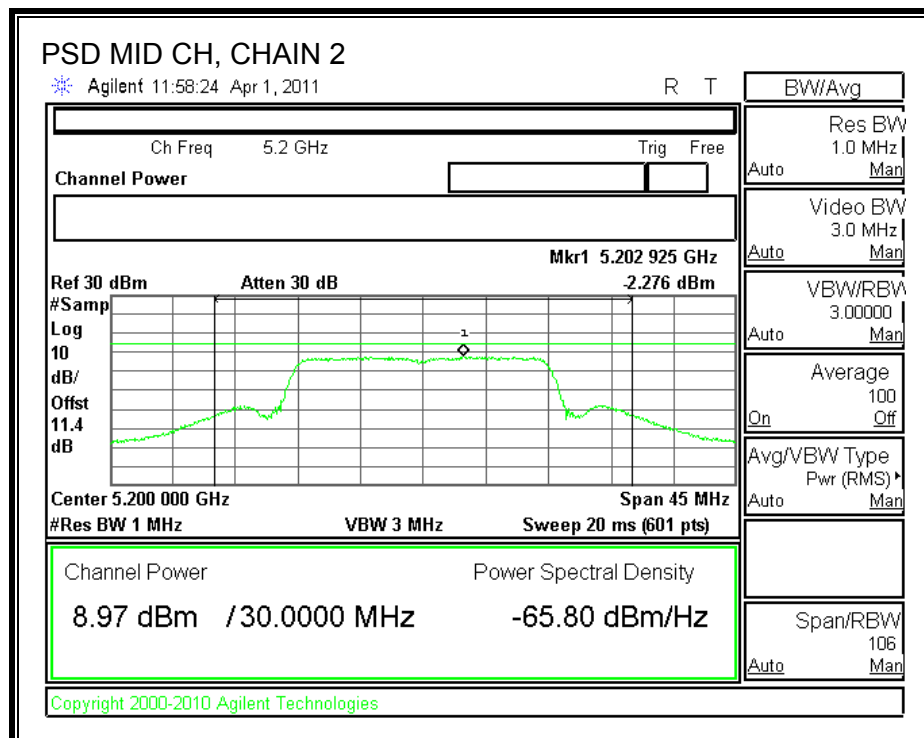 PSD MID CH, CHAIN 2
Agilent 11:58:24 Apr 1, 2011 R T
BW/Avg
Ch Freq 5.2 GHz Trig Free
Channel Power
Res BW
1.0 MHz
Auto Man
Video BW
3.0 MHz
Auto Man
Mkr1 5.202 925 GHz
Ref 30 dBm Atten 30 dB -2.276 dBm
#Samp
Log
10
dB/
Offst
11.4
dB
1
VBW/RBW
3.00000
Auto Man
Average
100
On Off
Avg/VBW Type
Pwr (RMS)
Auto Man
Center 5.200 000 GHz Span 45 MHz
#Res BW 1 MHz VBW 3 MHz Sweep 20 ms (601 pts)
Channel Power Power Spectral Density
8.97 dBm /30.0000 MHz -65.80 dBm/Hz
Span/RBW
106
Auto Man
Copyright 2000-2010 Agilent Technologies